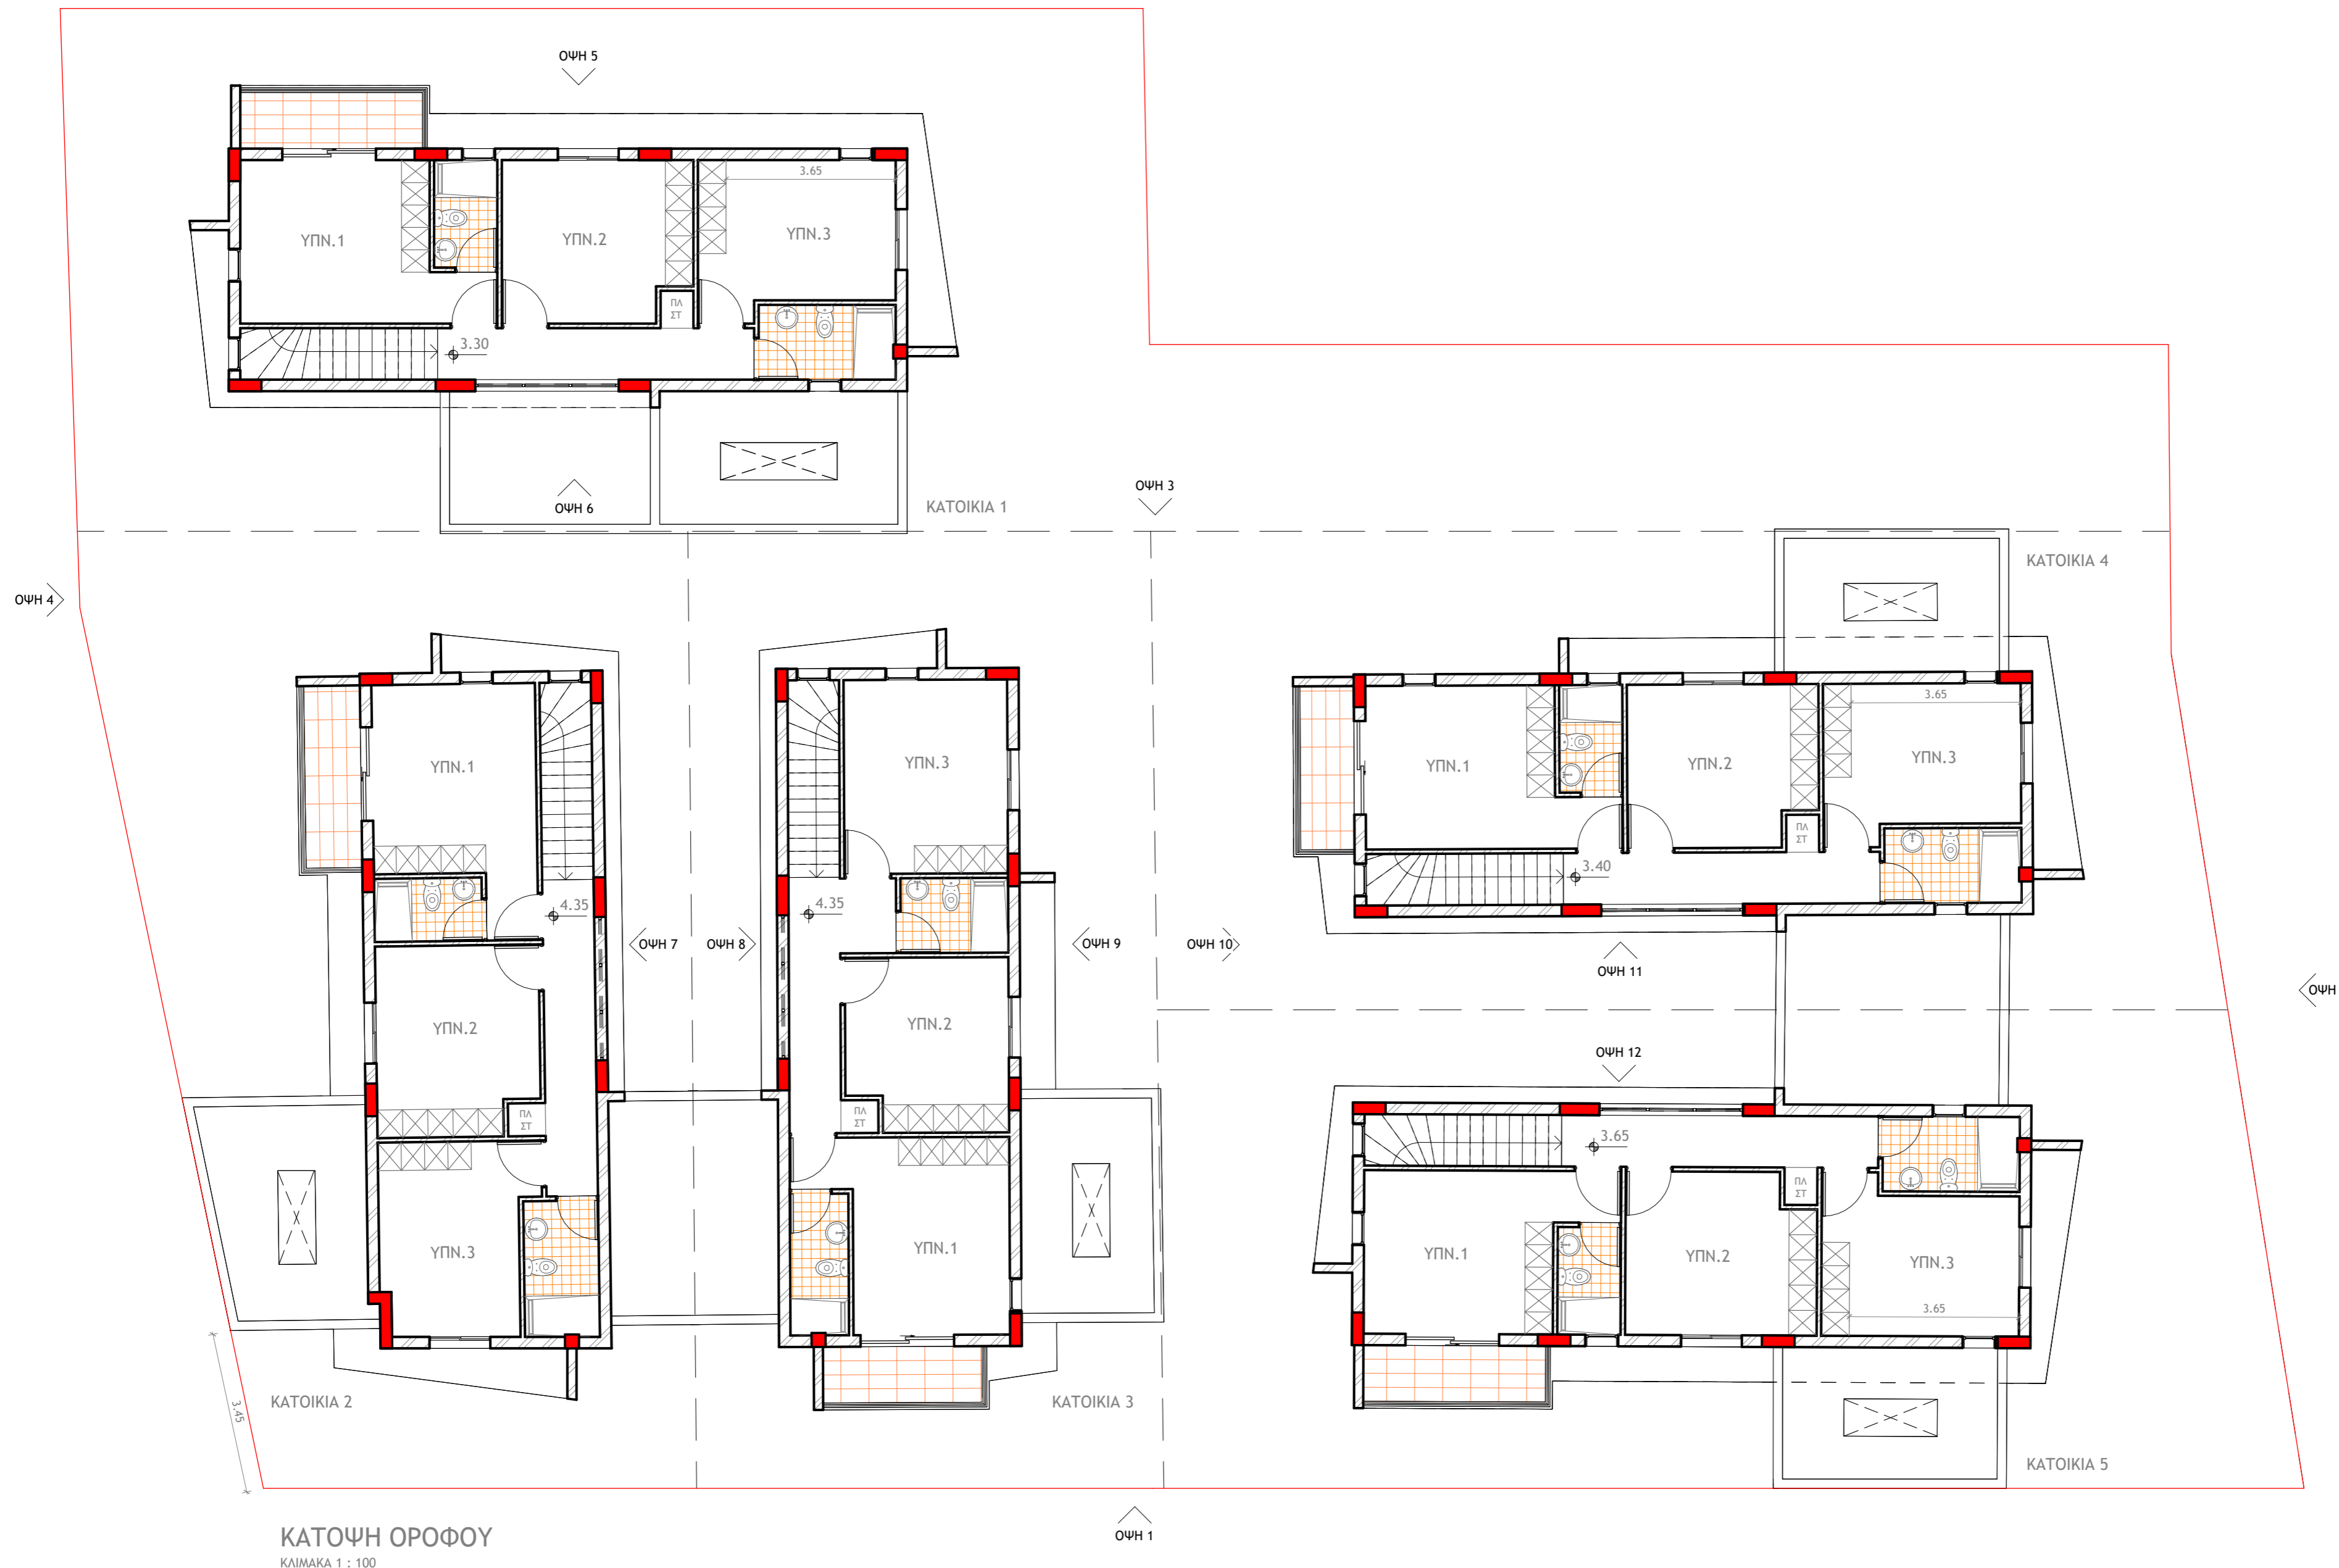 ΟΨΗ 5
3.65
ΥΠΝ.1
ΥΠΝ.2
ΥΠΝ.3
ΠΛ
ΣΤ
3.30
ΟΨΗ 6
ΚΑΤΟΙΚΙΑ 1
ΟΨΗ 3
ΚΑΤΟΙΚΙΑ 4
ΟΨΗ 4
3.65
ΥΠΝ.1
ΥΠΝ.3
ΥΠΝ.1
ΥΠΝ.2
ΥΠΝ.3
ΠΛ
ΣΤ
3.40
4.35
4.35
ΟΨΗ 7
ΟΨΗ 8
ΟΨΗ 9
ΟΨΗ 10
ΟΨΗ 11
ΟΨΗ
ΥΠΝ.2
ΥΠΝ.2
ΟΨΗ 12
ΠΛ
ΣΤ
ΠΛ
ΣΤ
3.65
ΠΛ
ΣΤ
ΥΠΝ.3
ΥΠΝ.1
ΥΠΝ.1
ΥΠΝ.2
ΥΠΝ.3
3.65
3.45
ΚΑΤΟΙΚΙΑ 2
ΚΑΤΟΙΚΙΑ 3
ΚΑΤΟΙΚΙΑ 5
ΟΨΗ 1
ΚΑΤΟΨΗ ΟΡΟΦΟΥ
ΚΛΙΜΑΚΑ 1 : 100